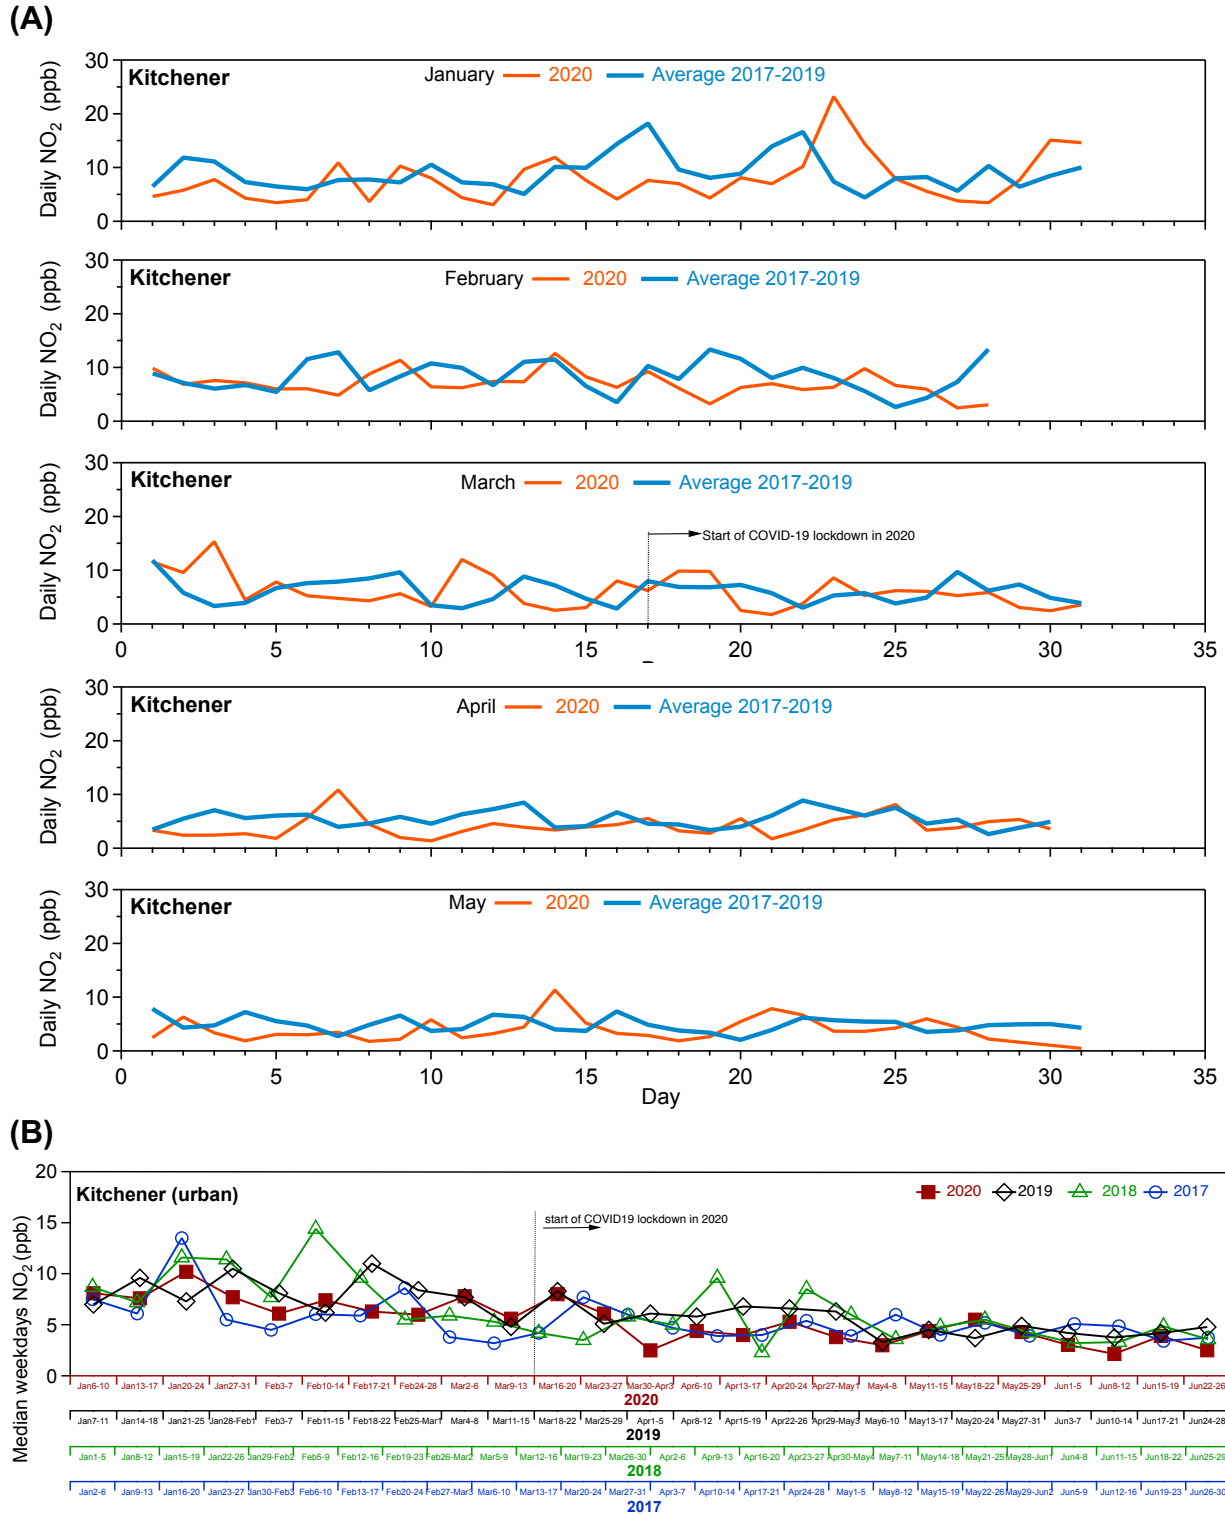 (A)
30
20
10
0
Daily NO2 (ppb)
Kitchener
January 2020 Average 2017-2019
30
20
10
0
Daily NO2 (ppb)
Kitchener
February 2020 Average 2017-2019
30
20
10
0
Daily NO2 (ppb)
Kitchener
March 2020 Average 2017-2019
Start of COVID-19 lockdown in 2020
0 5 10 15 20 25 30 35
30
20
10
0
Daily NO2 (ppb)
Kitchener
April 2020 Average 2017-2019
30
20
10
0
Daily NO2 (ppb)
Kitchener
May 2020 Average 2017-2019
0 5 10 15 20 25 30 35
Day
(B)
20
15
10
5
0
Median weekdays NO2 (ppb)
Kitchener (urban)
2020 2019 2018 2017
start of COVID19 lockdown in 2020
Jan6-10 Jan13-17 Jan20-24 Jan27-31 Feb3-7 Feb10-14 Feb17-21 Feb24-28 Mar2-6 Mar9-13 Mar16-20 Mar23-27 Mar30-Apr3 Apr6-10 Apr13-17 Apr20-24 Apr27-May1 May4-8 May11-15 May18-22 May25-29 Jun1-5 Jun8-12 Jun15-19 Jun22-26
2020
Jan7-11 Jan14-18 Jan21-25 Jan28-Feb1 Feb3-7 Feb11-15 Feb18-22 Feb25-Mar1 Mar4-8 Mar11-15 Mar18-22 Mar25-29 Apr1-5 Apr8-12 Apr15-19 Apr22-26 Apr29-May3 May6-10 May13-17 May20-24 May27-31 Jun3-7 Jun10-14 Jun17-21 Jun24-28
2019
Jan1-5 Jan8-12 Jan15-19 Jan22-26 Jan29-Feb2 Feb5-9 Feb12-16 Feb19-23 Feb26-Mar2 Mar5-9 Mar12-16 Mar19-23 Mar26-30 Apr2-6 Apr9-13 Apr16-20 Apr23-27 Apr30-May4 May7-11 May14-18 May21-25 May28-Jun1 Jun4-8 Jun11-15 Jun18-22 Jun25-29
2018
Jan2-6 Jan9-13 Jan16-20 Jan23-27 Jan30-Feb3 Feb6-10 Feb13-17 Feb20-24 Feb27-Mar3 Mar6-10 Mar13-17 Mar20-24 Mar27-31 Apr3-7 Apr10-14 Apr17-21 Apr24-28 May1-5 May8-12 May15-19 May22-26 May29-Jun2 Jun5-9 Jun12-16 Jun19-23 Jun26-30
2017